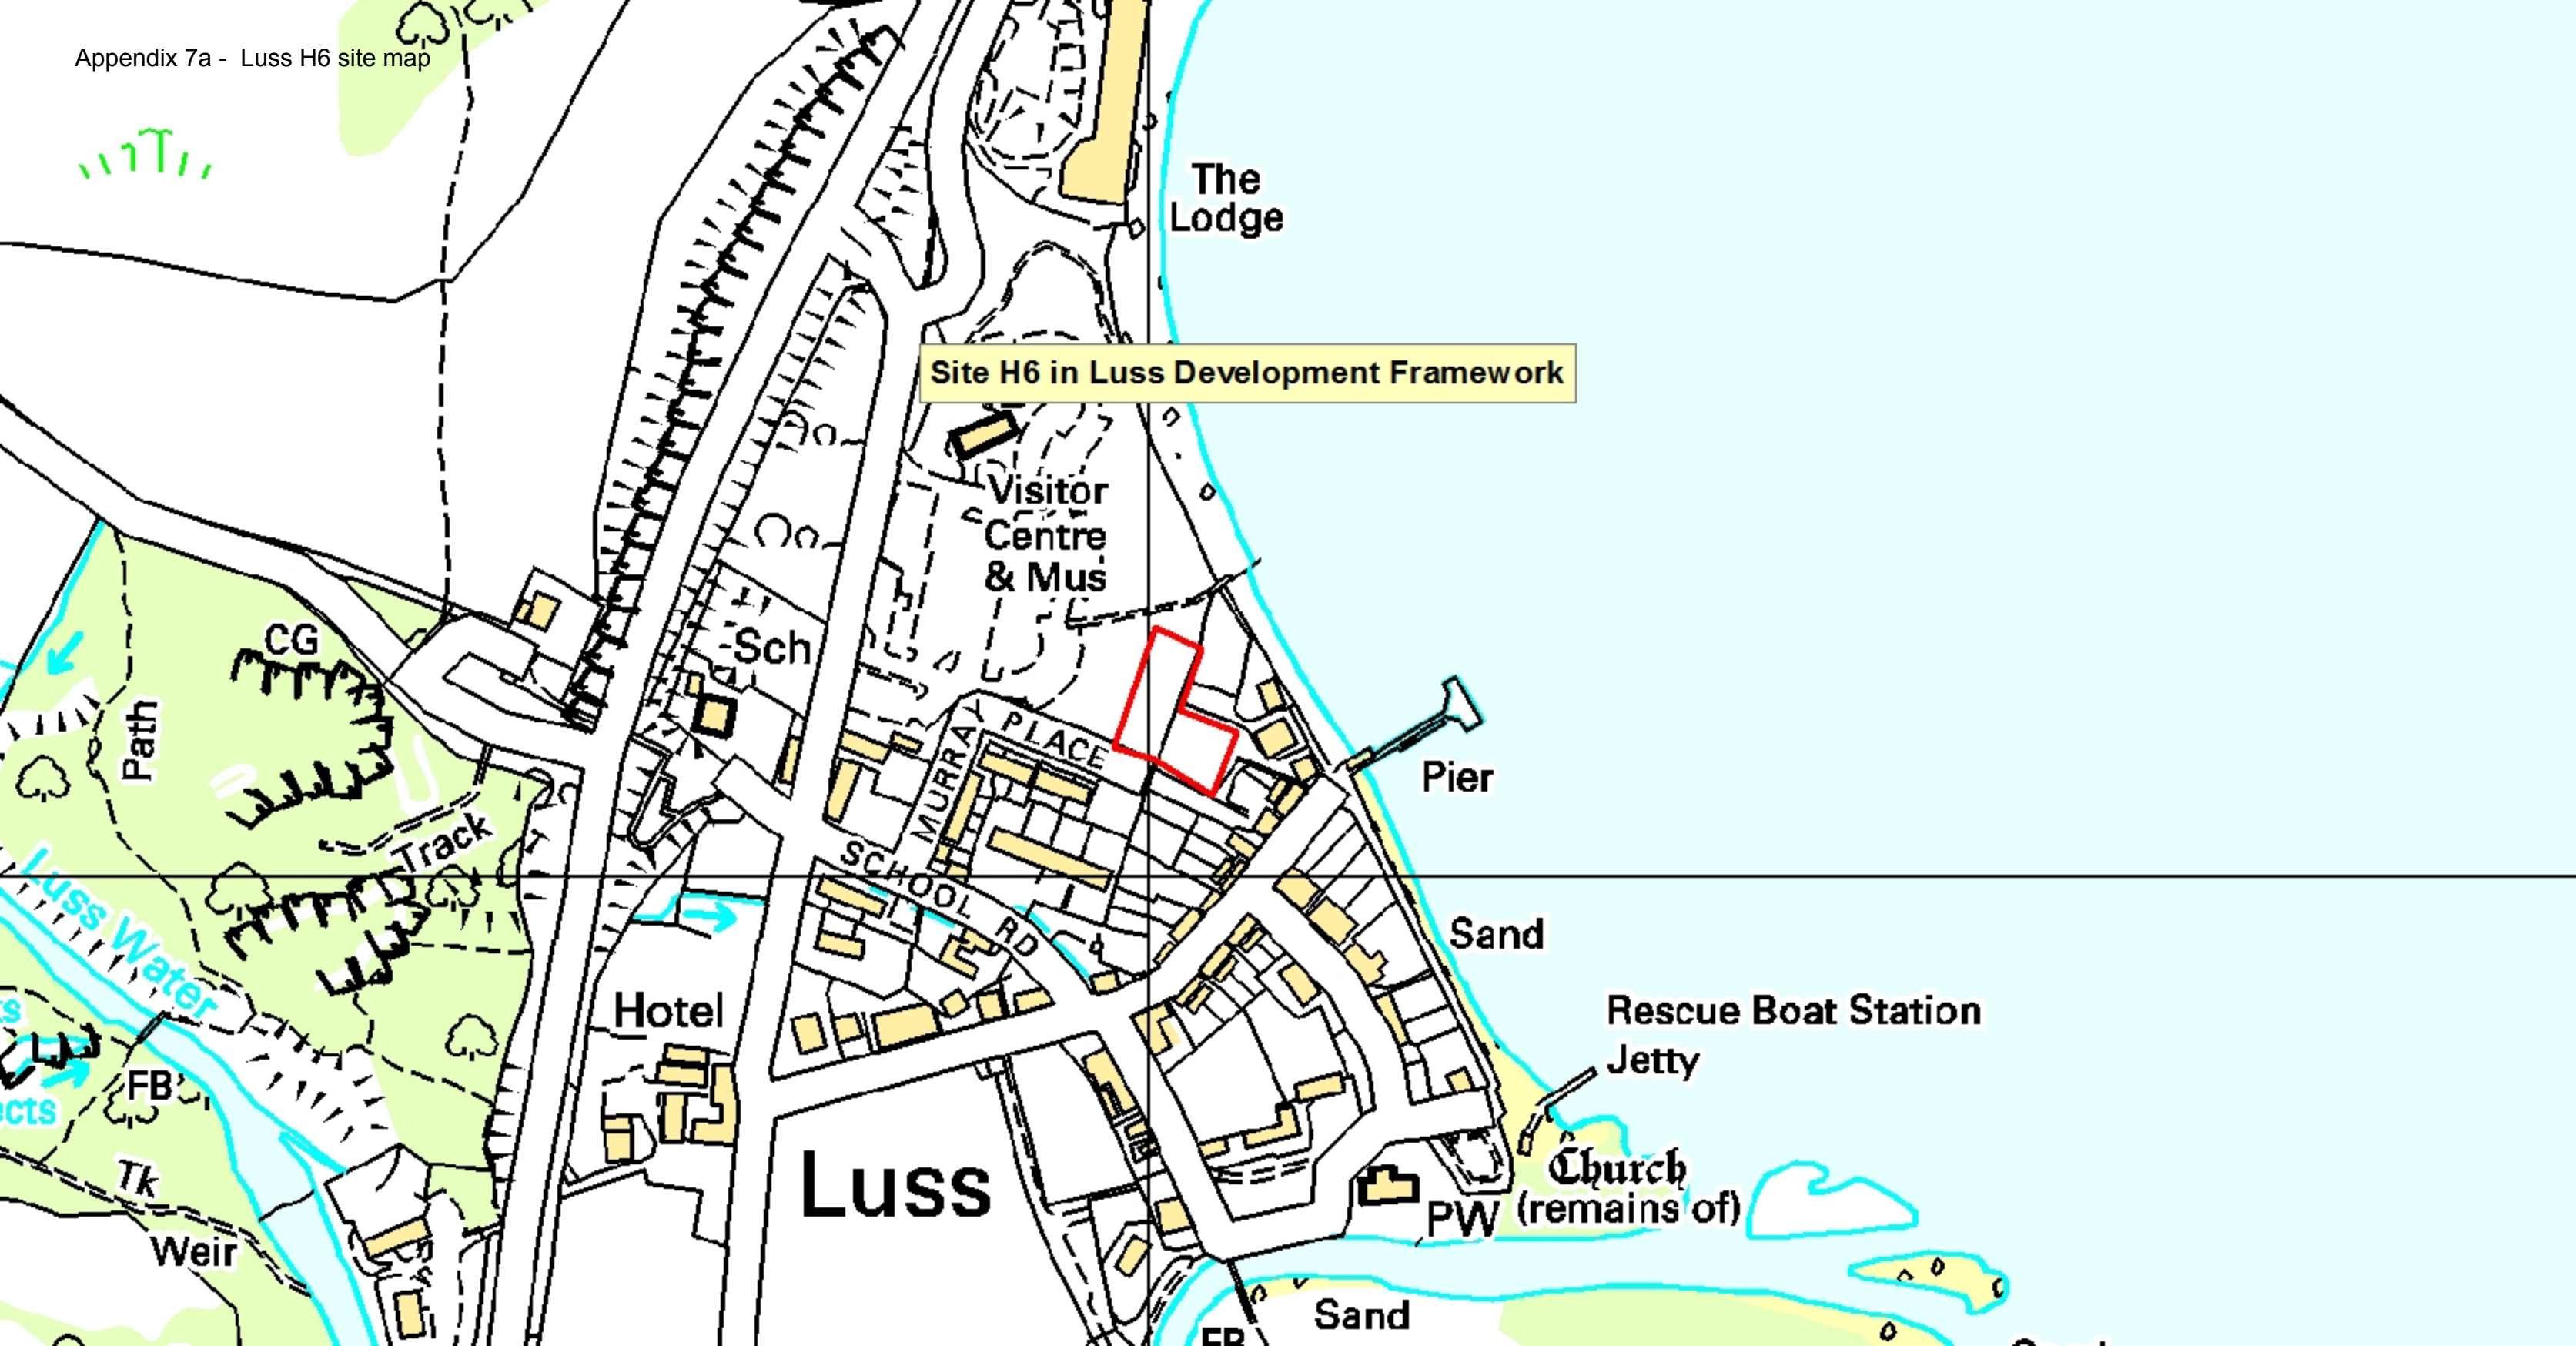 Appendix 7a -  Luss H6 site map
The
Lodge
Site H6 in Luss Development Framework
Visitor
Centre
& Mus
CG
Sch
Path
MURRAY PLACE
Pier
Track
SCHOOL RD
Luss Water
Sand
Hotel
Rescue Boat Station
Jetty
FB
Church
(remains of)
Luss
PW
Tk
Weir
Sand
FB